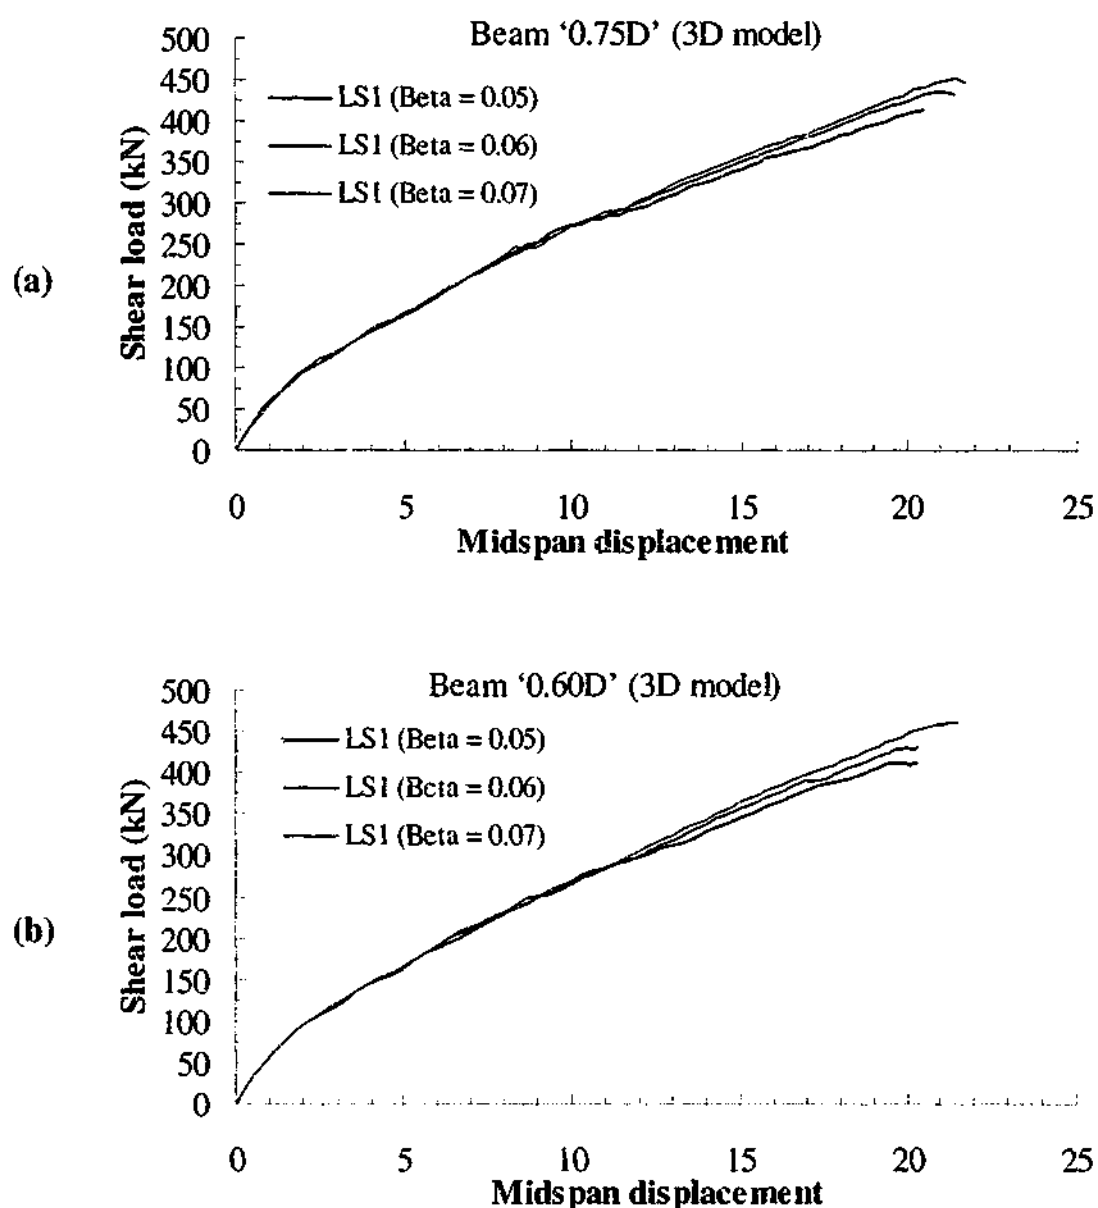 Beam ‘0.75D’ (3D model)
500
450
400
350
300
250
200
150
100
50
0
Shear load (kN)
LS1 (Beta = 0.05)
LS1 (Beta = 0.06)
LS1 (Beta = 0.07)
(a)
0 5 10 15 20 25
Midspan displacement
Beam ‘0.60D’ (3D model)
500
450
400
350
300
250
200
150
100
50
0
Shear load (kN)
LS1 (Beta = 0.05)
LS1 (Beta = 0.06)
LS1 (Beta = 0.07)
(b)
0 5 10 15 20 25
Midspan displacement